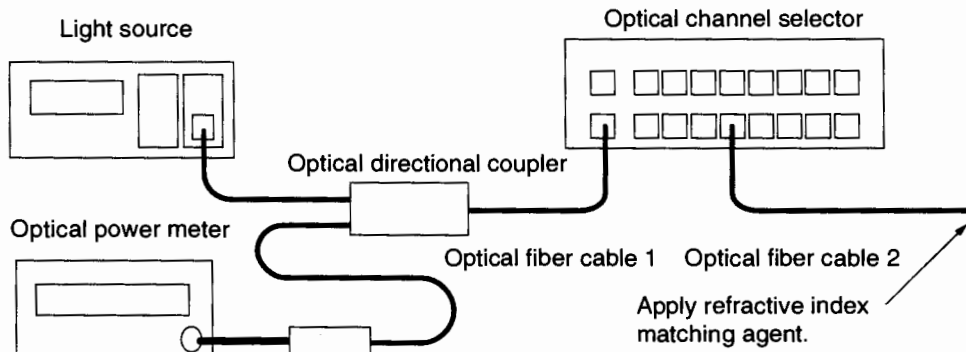 Optical channel selector
Light source
Optical directional coupler
Optical power meter
Optical fiber cable 1
Optical fiber cable 2
Apply refractive index
matching agent.